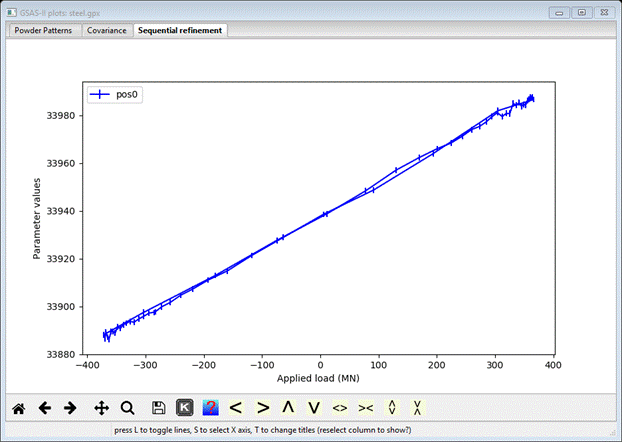 GSAS-II plots: steel.gpx
Powder Patterns Covariance Sequential refinement
pos0
33980
33960
33940
33920
33900
33880
Parameter values
−400 −300 −200 −100 0 100 200 300 400
Applied load (MN)
K ? < > Λ V <> ><
press L to toggle lines, S to select X axis, T to change titles (reselect column to show?)